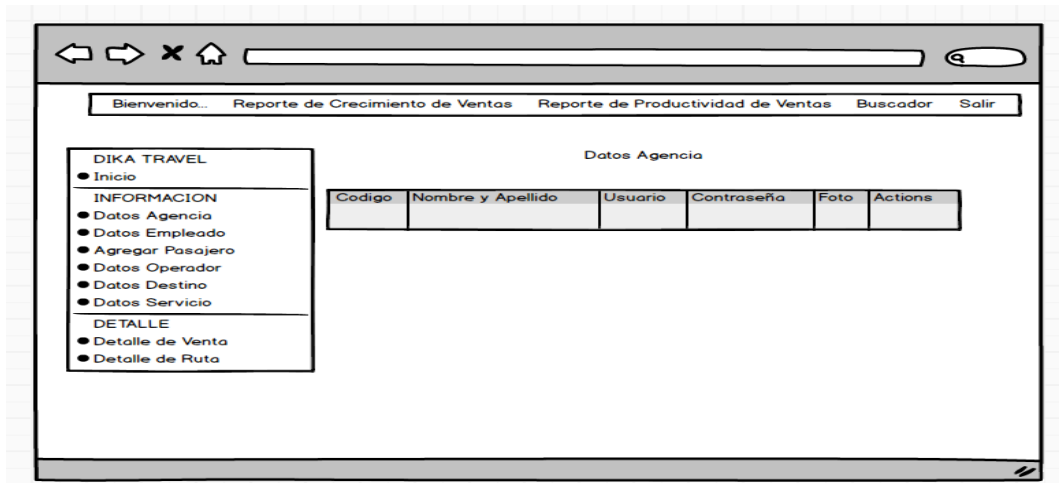 Bienvenido... Reporte de Crecimiento de Ventas Reporte de Productividad de Ventas Buscador Salir
DIKA TRAVEL
Inicio
INFORMACION
Datos Agencia
Datos Empleado
Agregar Pasajero
Datos Operador
Datos Destino
Datos Servicio
DETALLE
Detalle de Venta
Detalle de Ruta
Datos Agencia
Codigo Nombre y Apellido Usuario Contraseña Foto Actions